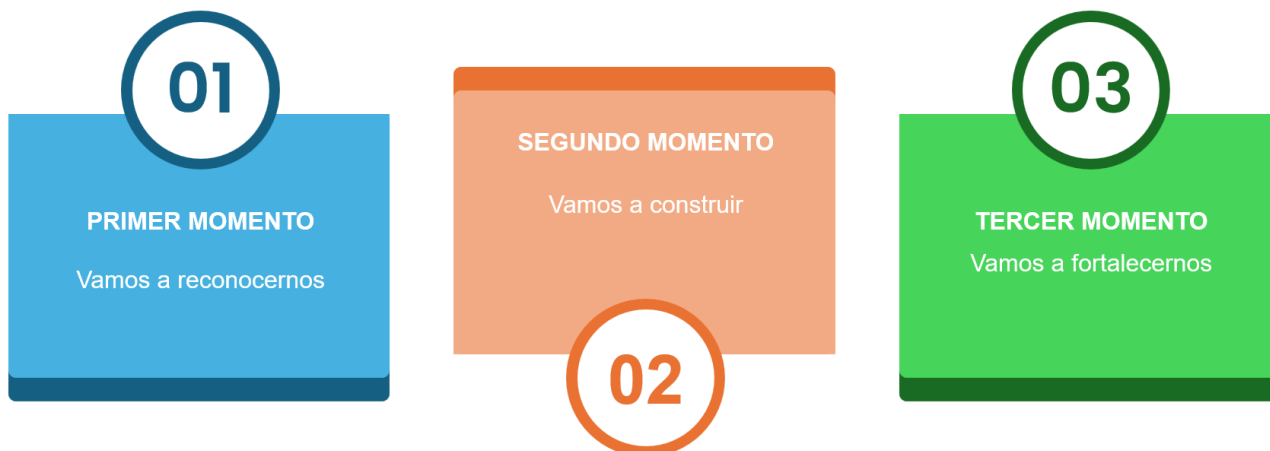 01
PRIMER MOMENTO
Vamos a reconocernos
SEGUNDO MOMENTO
Vamos a construir
02
03
TERCER MOMENTO
Vamos a fortalecernos